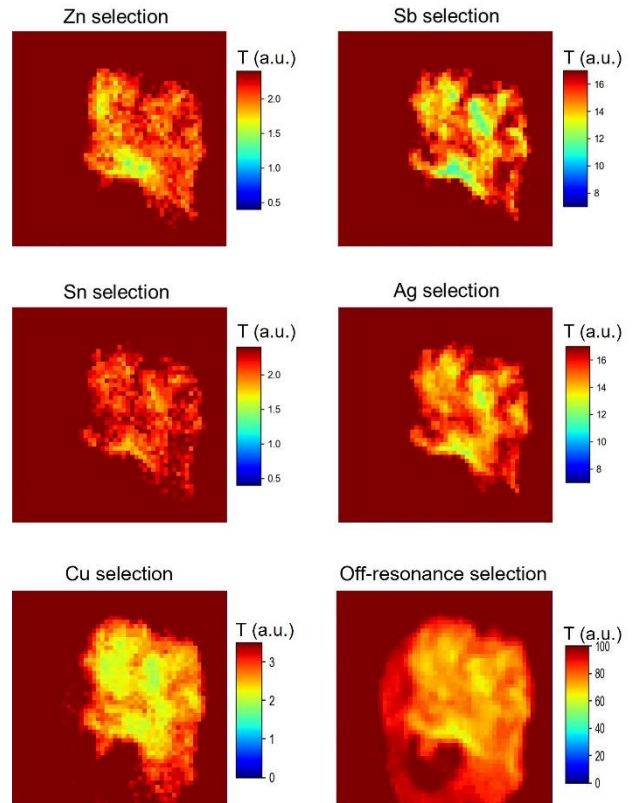 Zn selection
T (a.u.)
2.0
1.5
1.0
0.5
Sb selection
T (a.u.)
16
14
12
10
8
Sn selection
T (a.u.)
2.0
1.5
1.0
0.5
Ag selection
T (a.u.)
16
14
12
10
8
Cu selection
T (a.u.)
3
2
1
0
Off-resonance selection
T (a.u.)
100
80
60
40
20
0